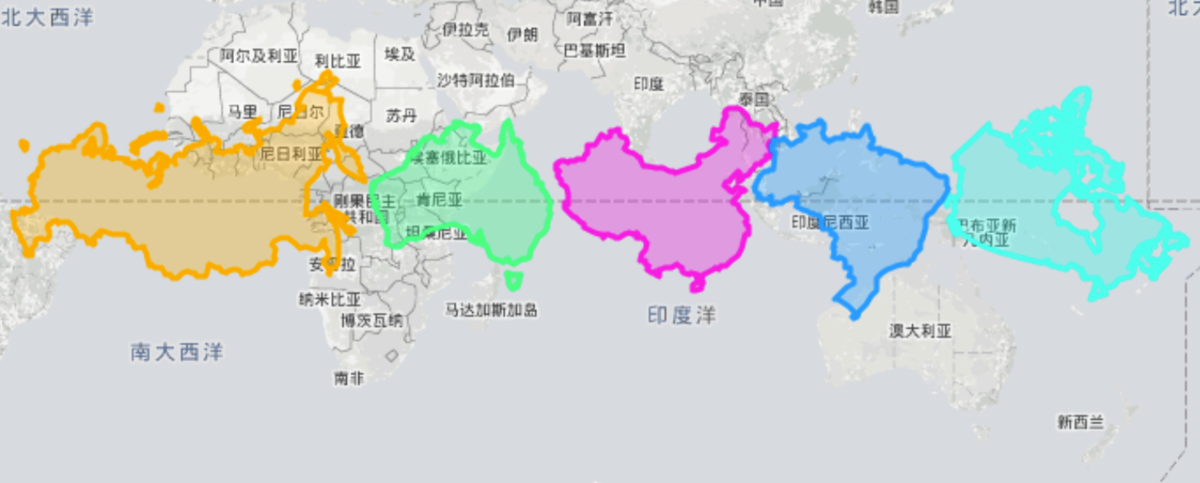 北大西洋
中国
韩国
阿富汗
伊拉克
伊朗
巴基斯坦
阿尔及利亚
利比亚
埃及
沙特阿拉伯
印度
泰国
马里
尼日尔
苏丹
乍得
尼日利亚
埃塞俄比亚
刚果民主
共和国
肯尼亚
坦桑尼亚
印度尼西亚
巴布亚新
几内亚
安哥拉
纳米比亚
博茨瓦纳
马达加斯加岛
印度洋
澳大利亚
南大西洋
南非
新西兰